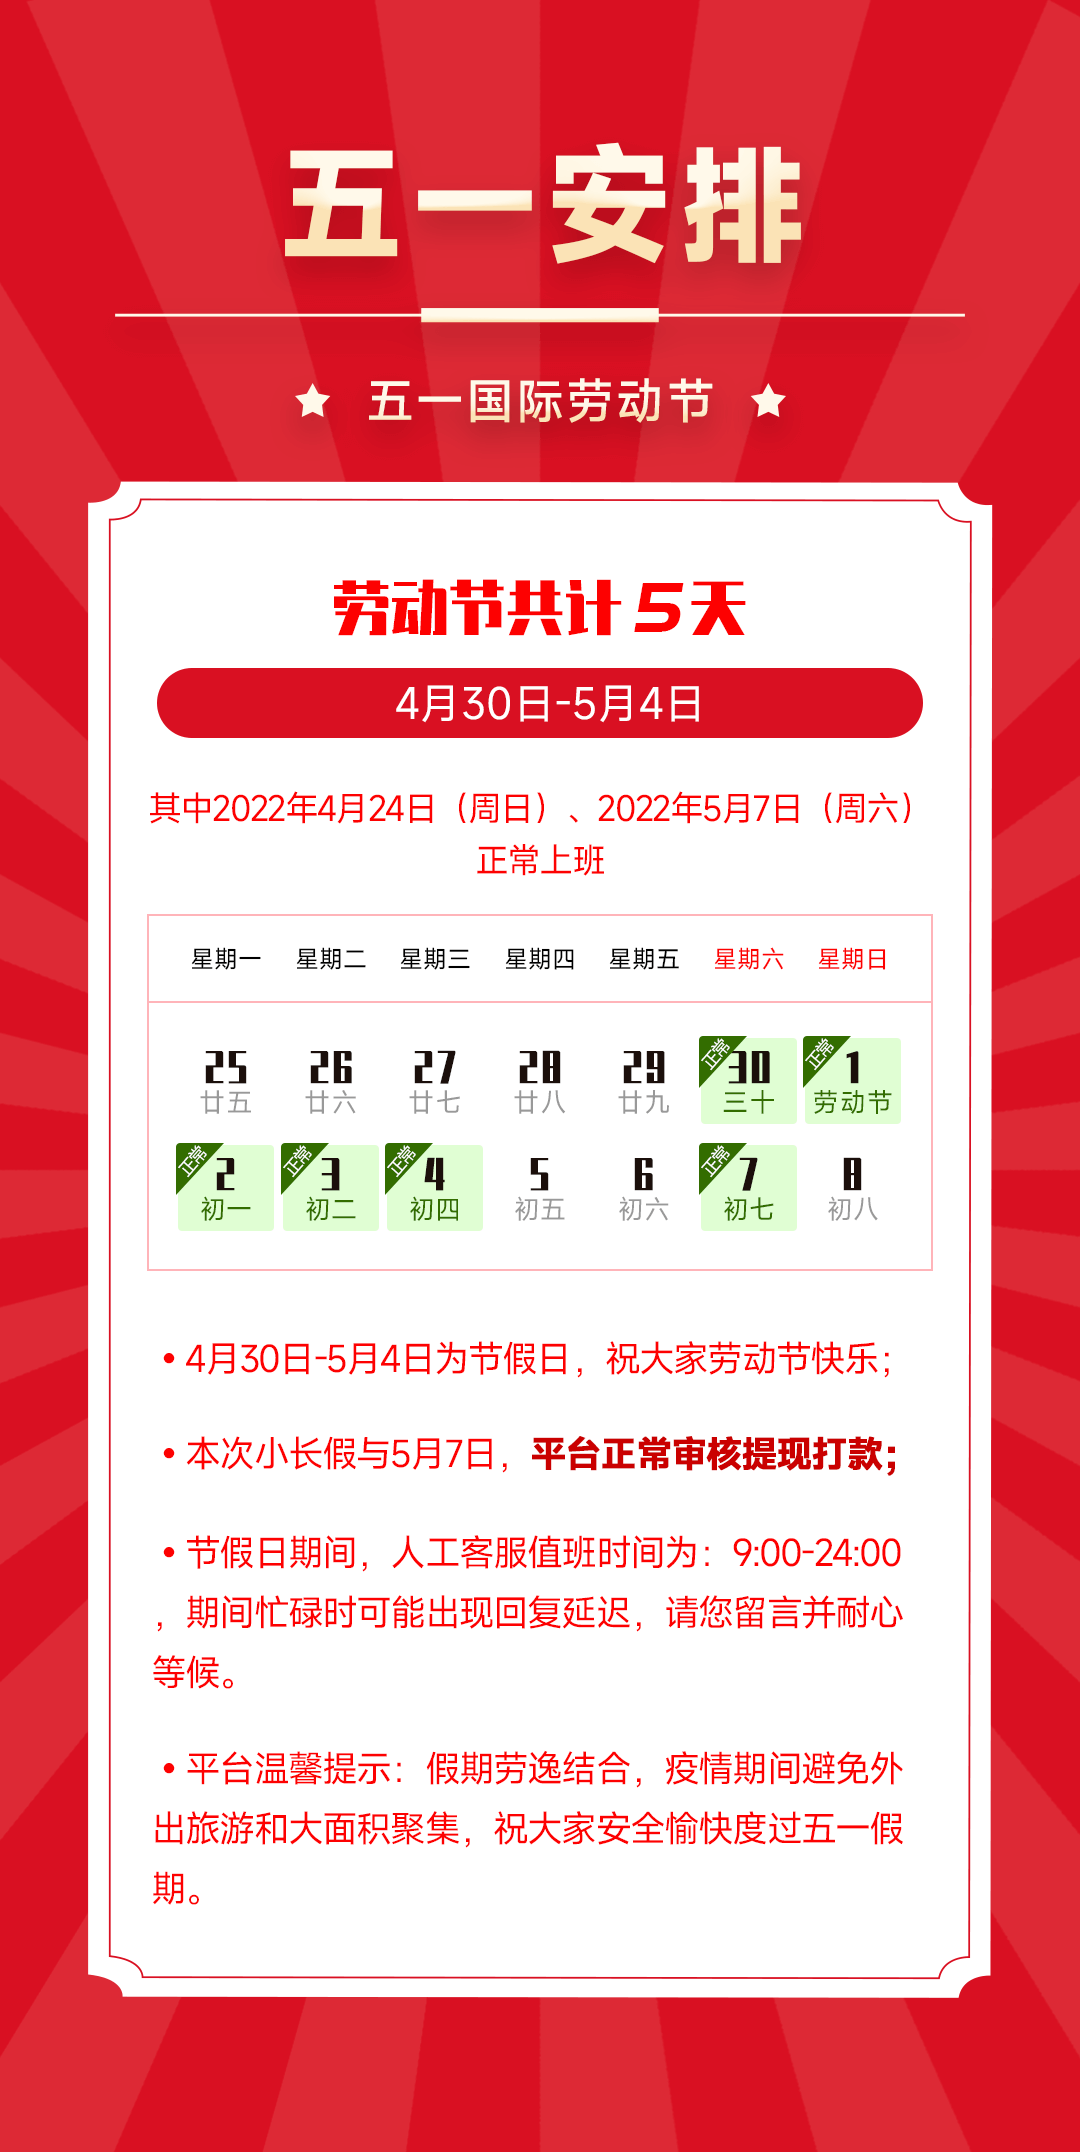 五一安排
五一国际劳动节
劳动节共计5天
4月30日-5月4日
其中2022年4月24日（周日）、2022年5月7日（周六）
正常上班
星期一 星期二 星期三 星期四 星期五 星期六 星期日
25 26 27 28 29 正常 30 正常 1
廿五 廿六 廿七 廿八 廿九 三十 劳动节
正常 2 正常 3 正常 4 5 6 正常 7 8
初一 初二 初四 初五 初六 初七 初八
•4月30日-5月4日为节假日，祝大家劳动节快乐；
•本次小长假与5月7日，平台正常审核提现打款；
•节假日期间，人工客服值班时间为：9:00-24:00
，期间忙碌时可能出现回复延迟，请您留言并耐心
等候。
•平台温馨提示：假期劳逸结合，疫情期间避免外
出旅游和大面积聚集，祝大家安全愉快度过五一假
期。